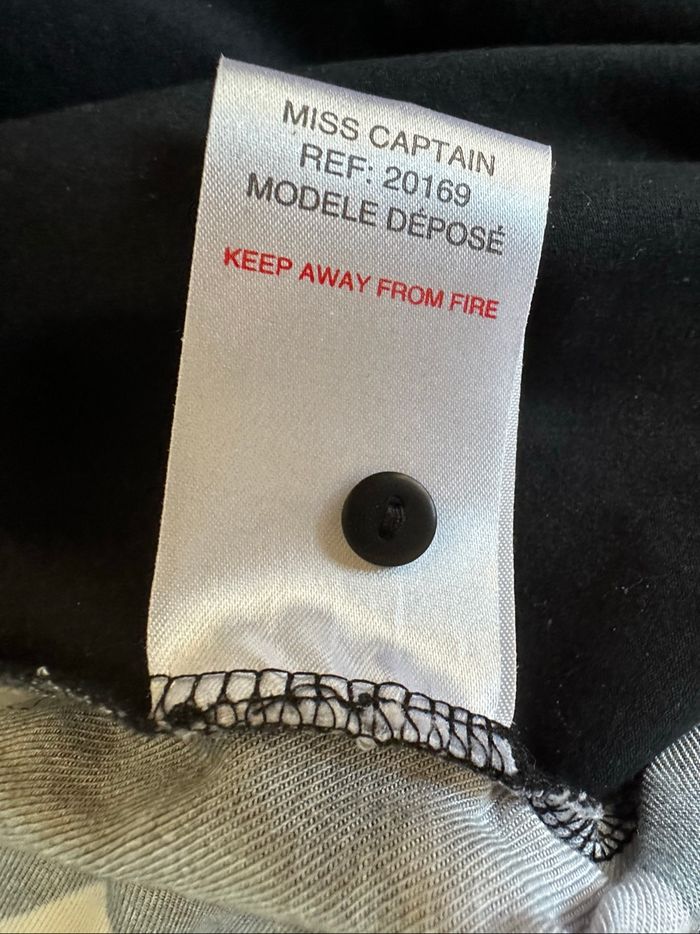 MISS CAPTAIN
REF: 20169
MODELE DÉPOSÉ
KEEP AWAY FROM FIRE